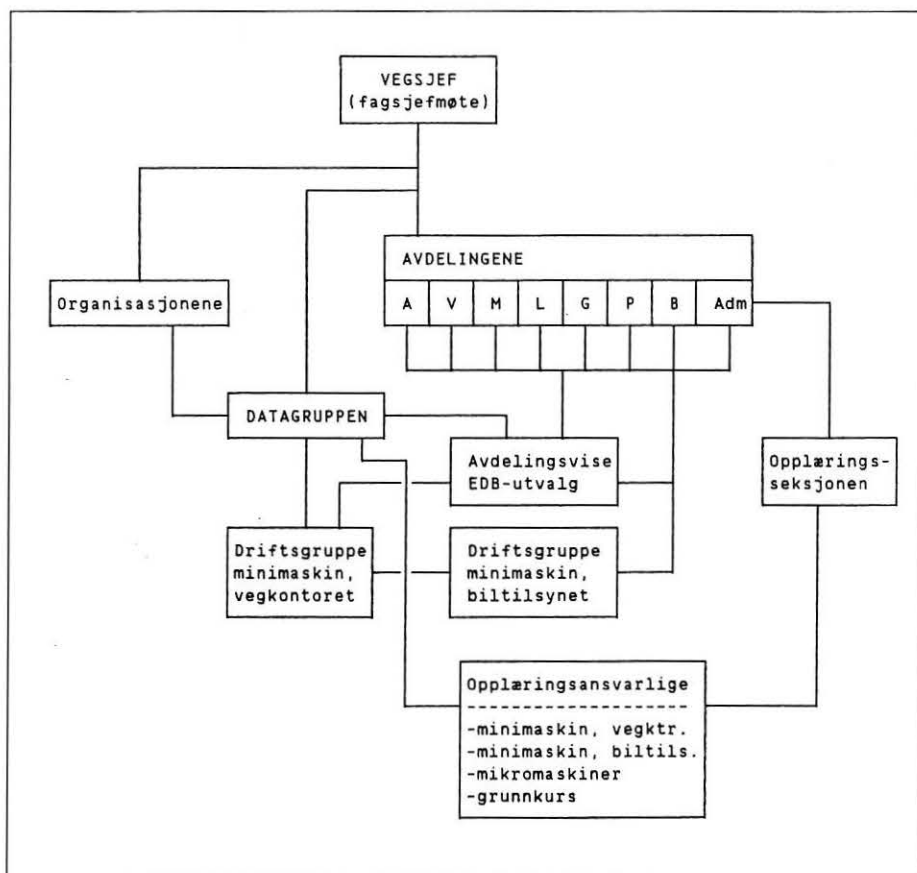 VEGSJEF
(fagsjefmøte)
AVDELINGENE
A V M L G P B Adm
Organisasjonene
DATAGRUPPEN
Avdelingsvise
EDB-utvalg
Opplærings-
seksjonen
Driftsgruppe
minimaskin,
vegkontoret
Driftsgruppe
minimaskin,
biltilsynet
Opplæringsansvarlige
--------------------
-minimaskin, vegktr.
-minimaskin, biltils.
-mikromaskiner
-grunnkurs